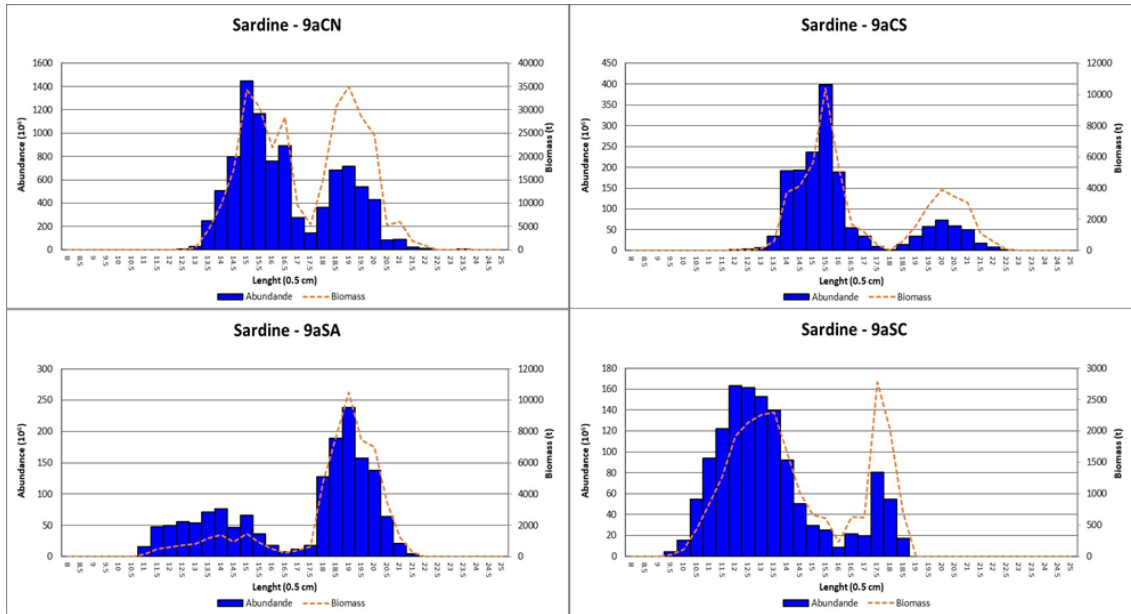 Sardine - 9aCN
Abundance (10⁶)
1600
1400
1200
1000
800
600
400
200
0
40000
35000
30000
25000
20000
15000
10000
5000
0
Biomass (t)
8 8.5 9 9.5 10 10.5 11 11.5 12 12.5 13 13.5 14 14.5 15 15.5 16 16.5 17 17.5 18 18.5 19 19.5 20 20.5 21 21.5 22 22.5 23 23.5 24 24.5 25
Lenght (0.5 cm)
Abundande Biomass
Sardine - 9aCS
Abundance (10⁶)
450
400
350
300
250
200
150
100
50
0
12000
10000
8000
6000
4000
2000
0
Biomass (t)
8 8.5 9 9.5 10 10.5 11 11.5 12 12.5 13 13.5 14 14.5 15 15.5 16 16.5 17 17.5 18 18.5 19 19.5 20 20.5 21 21.5 22 22.5 23 23.5 24 24.5 25
Lenght (0.5 cm)
Abundande Biomass
Sardine - 9aSA
Abundance (10⁶)
300
250
200
150
100
50
0
12000
10000
8000
6000
4000
2000
0
Biomass (t)
8 8.5 9 9.5 10 10.5 11 11.5 12 12.5 13 13.5 14 14.5 15 15.5 16 16.5 17 17.5 18 18.5 19 19.5 20 20.5 21 21.5 22 22.5 23 23.5 24 24.5 25
Lenght (0.5 cm)
Abundande Biomass
Sardine - 9aSC
Abundance (10⁶)
180
160
140
120
100
80
60
40
20
0
3000
2500
2000
1500
1000
500
0
Biomass (t)
8 8.5 9 9.5 10 10.5 11 11.5 12 12.5 13 13.5 14 14.5 15 15.5 16 16.5 17 17.5 18 18.5 19 19.5 20 20.5 21 21.5 22 22.5 23 23.5 24 24.5 25
Lenght (0.5 cm)
Abundande Biomass